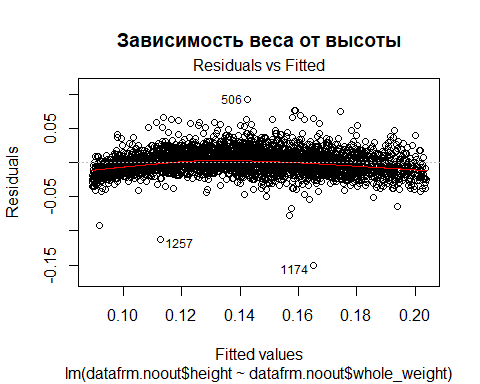 Зависимость веса от высоты
Residuals vs Fitted
506
1257
1174
0.05
-0.05
-0.15
Residuals
0.10 0.12 0.14 0.16 0.18 0.20
Fitted values
lm(datafrm.noout$height ~ datafrm.noout$whole_weight)